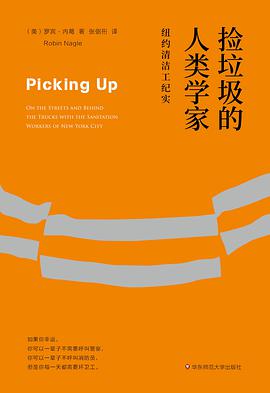 （美）罗宾·内葛 著 张弼衎 译
Robin Nagle
捡垃圾的
人类学家
纽约清洁工纪实
Picking Up
ON THE STREETS AND BEHIND
THE TRUCKS WITH THE SANITATION
WORKERS OF NEW YORK CITY
如果你幸运，
你可以一辈子不需要呼叫警察，
你可以一辈子不呼叫消防员，
但是你每一天都需要环卫工。
华东师范大学出版社